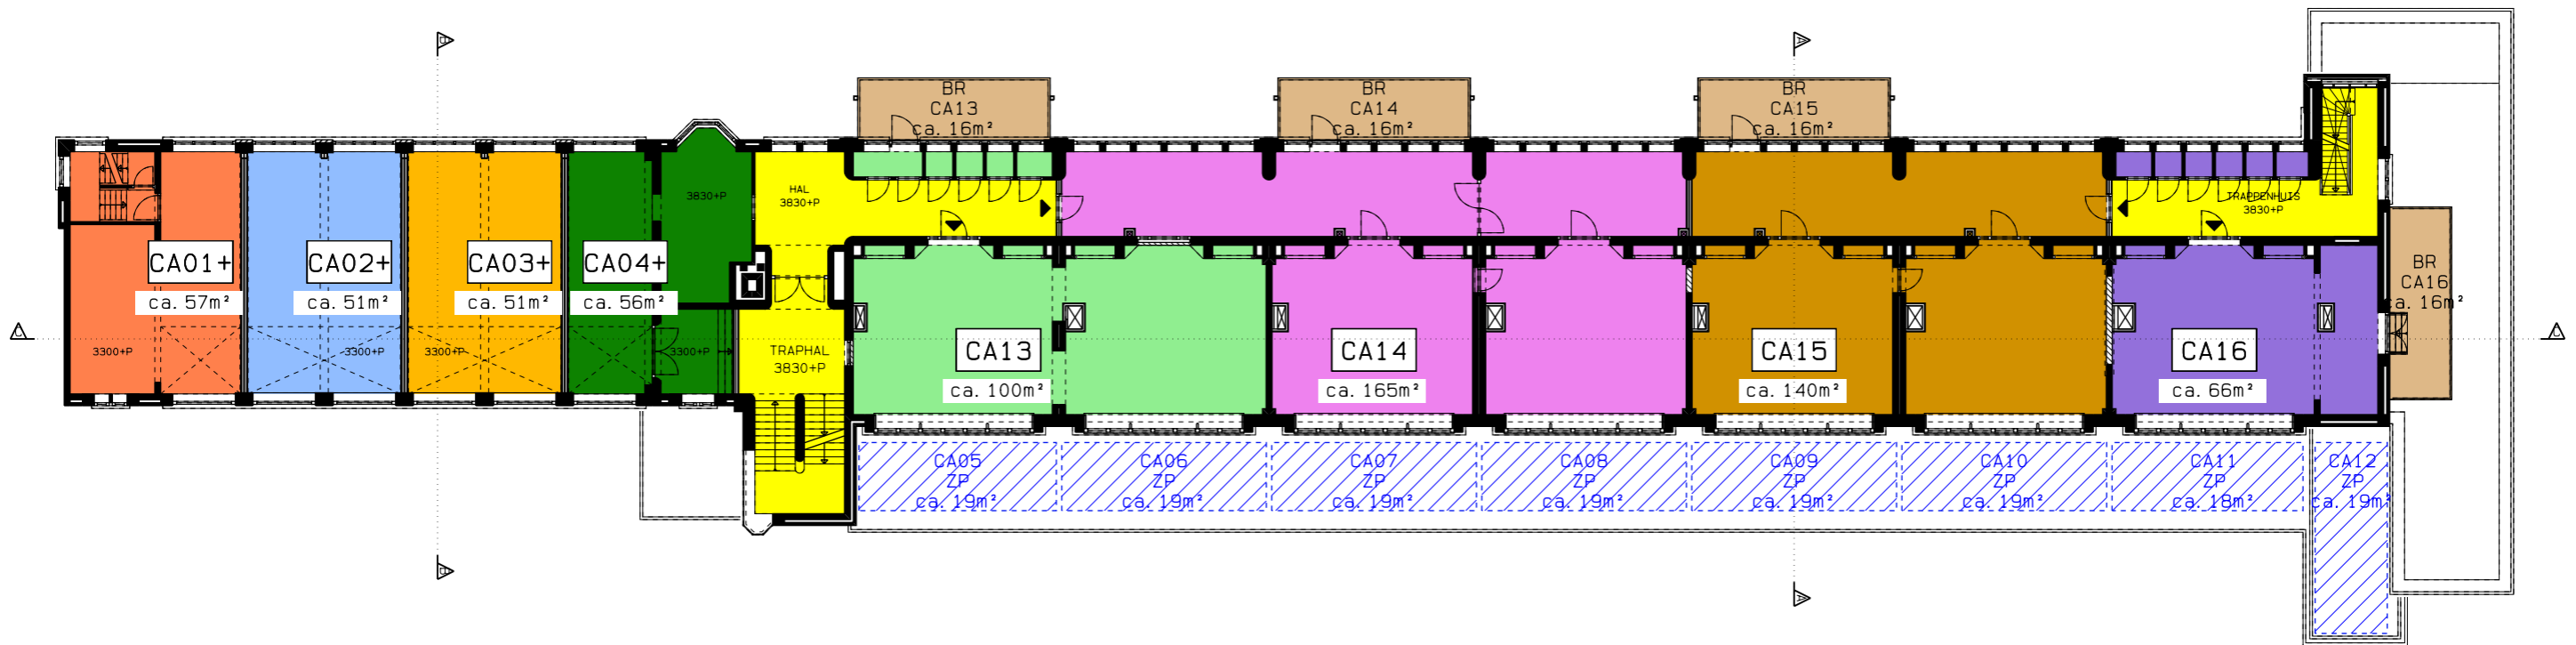 BR
CA13
ca. 16m²
BR
CA14
ca. 16m²
BR
CA15
ca. 16m²
HAL
3830+P
3830+P
TRAPPENHUIS
3830+P
CA01+
ca. 57m²
CA02+
ca. 51m²
CA03+
ca. 51m²
CA04+
ca. 56m²
BR
CA16
ca. 16m²
3300+P
3300+P
3300+P
3300+P
TRAPHAL
3830+P
CA13
ca. 100m²
CA14
ca. 165m²
CA15
ca. 140m²
CA16
ca. 66m²
CA05
ZP
ca. 19m²
CA06
ZP
ca. 19m²
CA07
ZP
ca. 19m²
CA08
ZP
ca. 19m²
CA09
ZP
ca. 19m²
CA10
ZP
ca. 19m²
CA11
ZP
ca. 18m²
CA12
ZP
ca. 19m²